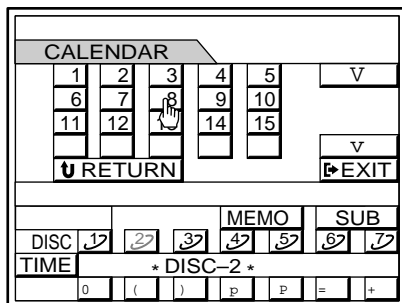 CALENDAR
1 2 3 4 5 V
6 7 8 9 10
11 12 13 14 15
V
RETURN EXIT
MEMO SUB
DISC 1 2 3 4 5 6 7
TIME * DISC–2 *
0 ( ) p P = +